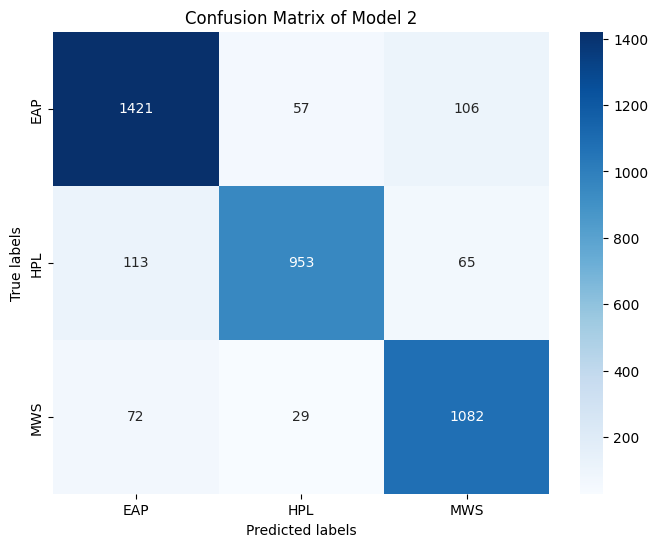 Confusion Matrix of Model 2
EAP 1421 57 106
HPL 113 953 65
MWS 72 29 1082
EAP HPL MWS
Predicted labels
True labels
1400
1200
1000
800
600
400
200